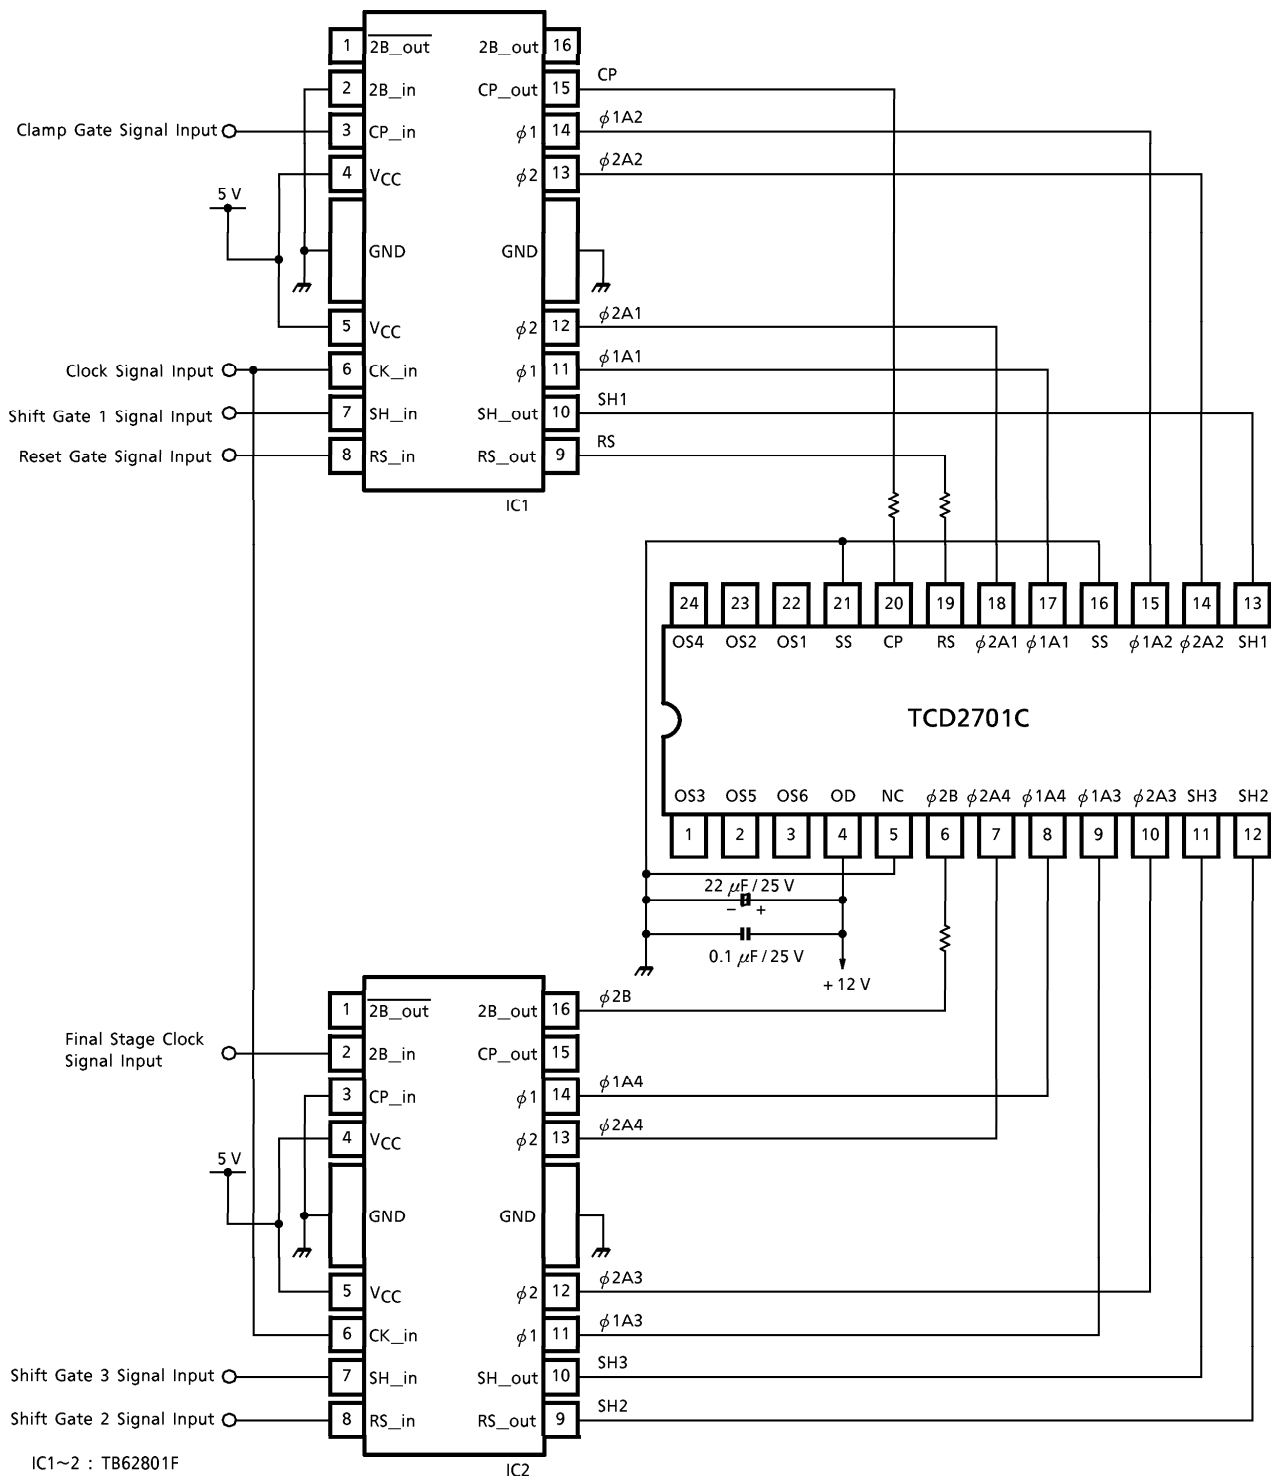 1 2B_out 2B_out 16
2 2B_in CP_out 15 CP
Clamp Gate Signal Input 3 CP_in ϕ1 14 ϕ1A2
4 VCC ϕ2 13 ϕ2A2
5 V
GND GND
5 VCC ϕ2 12 ϕ2A1
Clock Signal Input 6 CK_in ϕ1 11 ϕ1A1
Shift Gate 1 Signal Input 7 SH_in SH_out 10 SH1
Reset Gate Signal Input 8 RS_in RS_out 9 RS
IC1
24 23 22 21 20 19 18 17 16 15 14 13
OS4 OS2 OS1 SS CP RS ϕ2A1 ϕ1A1 SS ϕ1A2 ϕ2A2 SH1
TCD2701C
OS3 OS5 OS6 OD NC ϕ2B ϕ2A4 ϕ1A4 ϕ1A3 ϕ2A3 SH3 SH2
1 2 3 4 5 6 7 8 9 10 11 12
22 μF/25 V
− +
0.1 μF/25 V
+12 V
1 2B_out 2B_out 16 ϕ2B
Final Stage Clock
Signal Input
2 2B_in CP_out 15
3 CP_in ϕ1 14 ϕ1A4
4 VCC ϕ2 13 ϕ2A4
5 V
GND GND
5 VCC ϕ2 12 ϕ2A3
6 CK_in ϕ1 11 ϕ1A3
Shift Gate 3 Signal Input 7 SH_in SH_out 10 SH3
Shift Gate 2 Signal Input 8 RS_in RS_out 9 SH2
IC1~2 : TB62801F
IC2